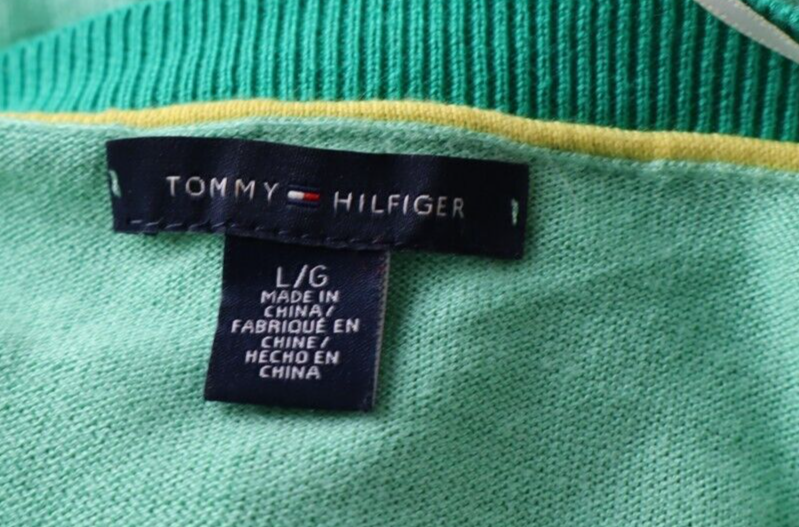 TOMMY HILFIGER
L/G
MADE IN
CHINA/
FABRIQUÉ EN
CHINE/
HECHO EN
CHINA